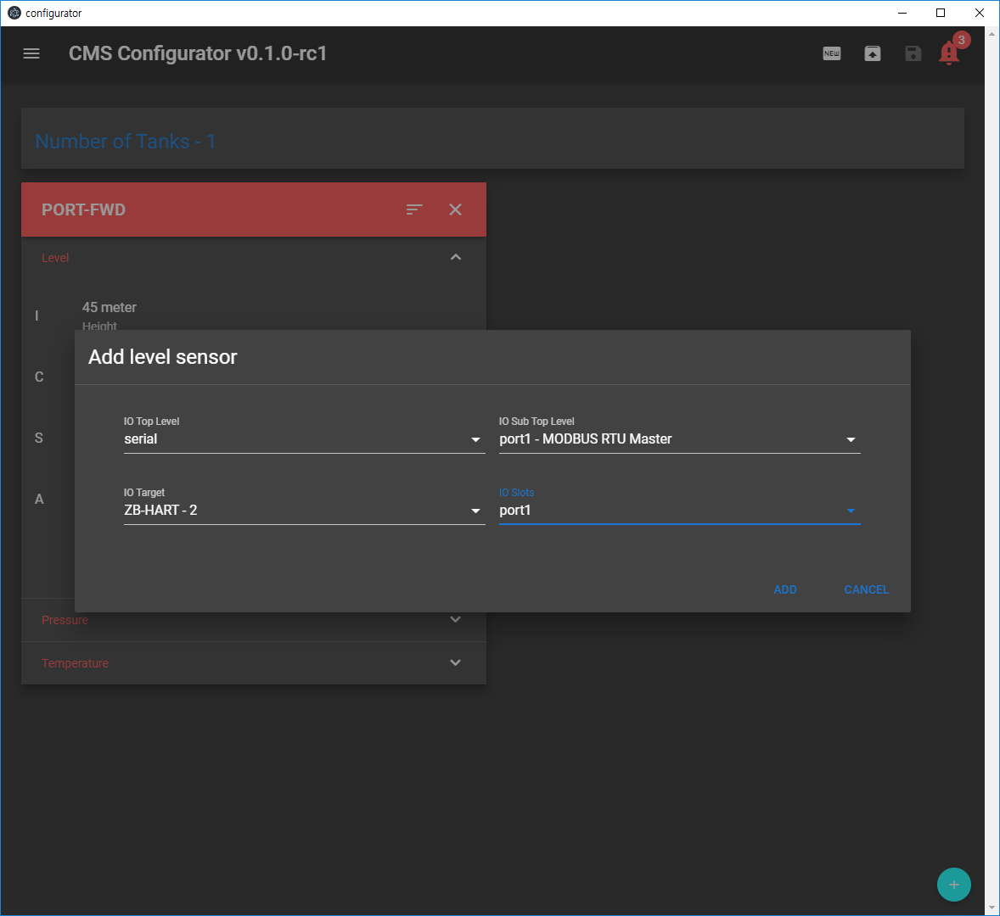 configurator
CMS Configurator v0.1.0-rc1
NEW
3
Number of Tanks - 1
PORT-FWD
Level
I
45 meter
Height
C
S
A
Add level sensor
IO Top Level
serial
IO Sub Top Level
port1 - MODBUS RTU Master
IO Target
ZB-HART - 2
IO Slots
port1
ADD
CANCEL
Pressure
Temperature